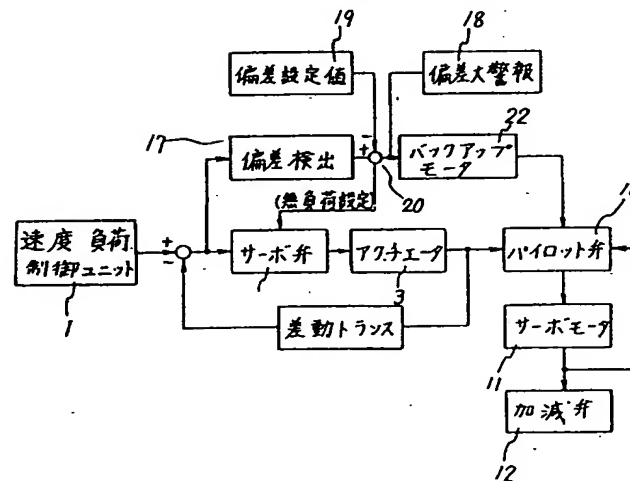 19
18
偏差設定値
偏差大警報
17
22
偏差検出
バックアップ
モータ
(無負荷設定)
20
速度 負荷
制御ユニット
サーボ弁
アクチエータ
パイロット弁
1
3
差動トランス
サーボモータ
11
加減弁
12